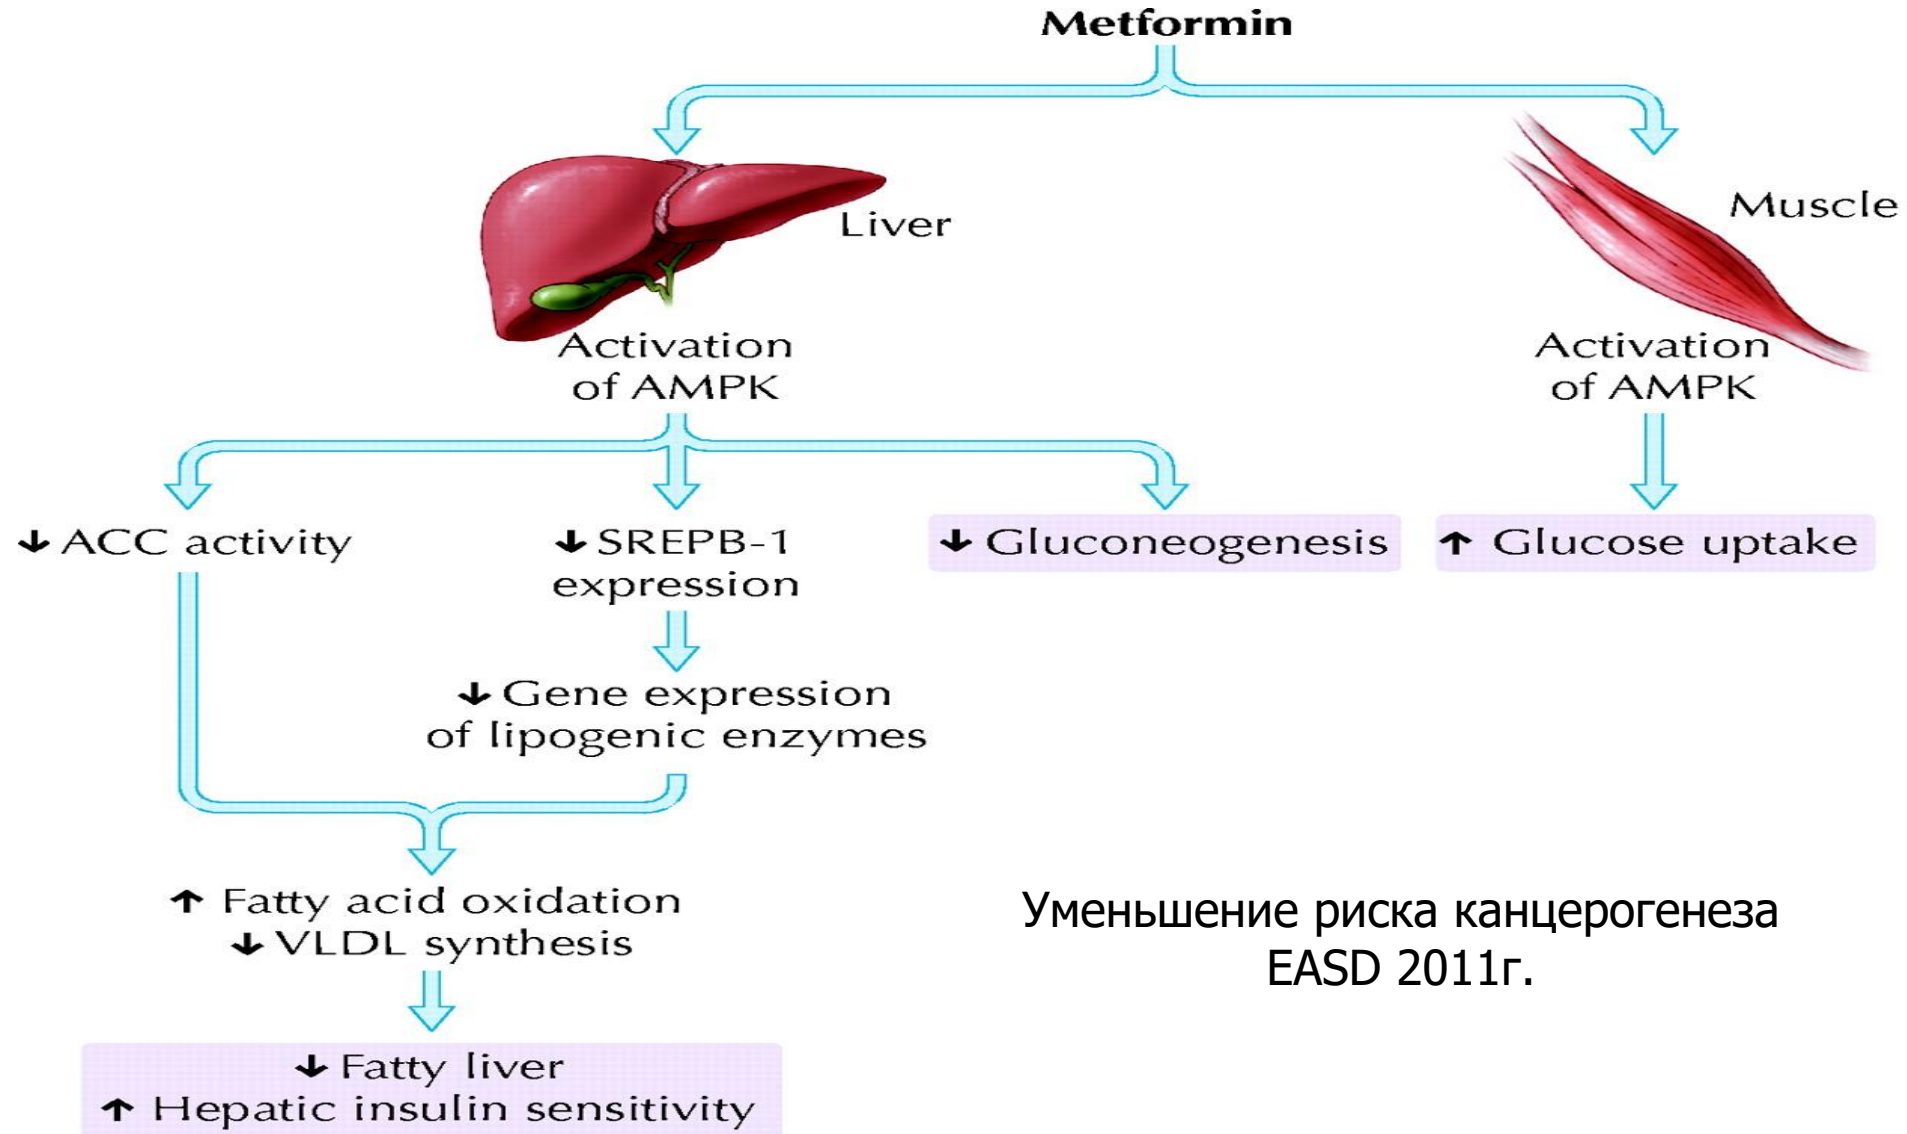 Metformin
Liver
Muscle
Activation
of AMPK
Activation
of AMPK
↓ ACC activity
↓ SREPB-1
expression
↓ Gluconeogenesis
↑ Glucose uptake
↓ Gene expression
of lipogenic enzymes
↑ Fatty acid oxidation
↓ VLDL synthesis
Уменьшение риска канцерогенеза
EASD 2011г.
↓ Fatty liver
↑ Hepatic insulin sensitivity